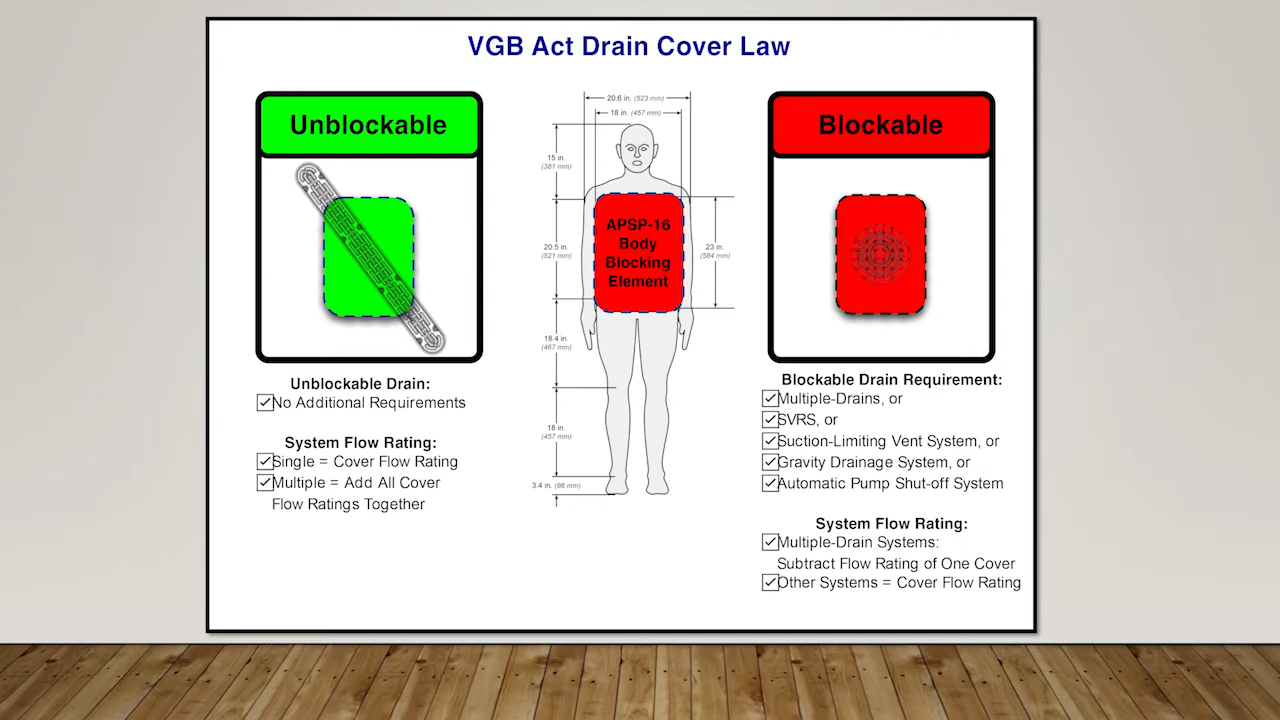 VGB Act Drain Cover Law
Unblockable
Unblockable Drain:
No Additional Requirements
System Flow Rating:
Single = Cover Flow Rating
Multiple = Add All Cover
Flow Ratings Together
20.6 in. (523 mm)
18 in. (457 mm)
15 in.
(381 mm)
20.5 in.
(521 mm)
APSP-16
Body
Blocking
Element
23 in.
(584 mm)
18.4 in.
(467 mm)
18 in.
(457 mm)
3.4 in. (86 mm)
Blockable
Blockable Drain Requirement:
Multiple-Drains, or
SVRS, or
Suction-Limiting Vent System, or
Gravity Drainage System, or
Automatic Pump Shut-off System
System Flow Rating:
Multiple-Drain Systems:
Subtract Flow Rating of One Cover
Other Systems = Cover Flow Rating